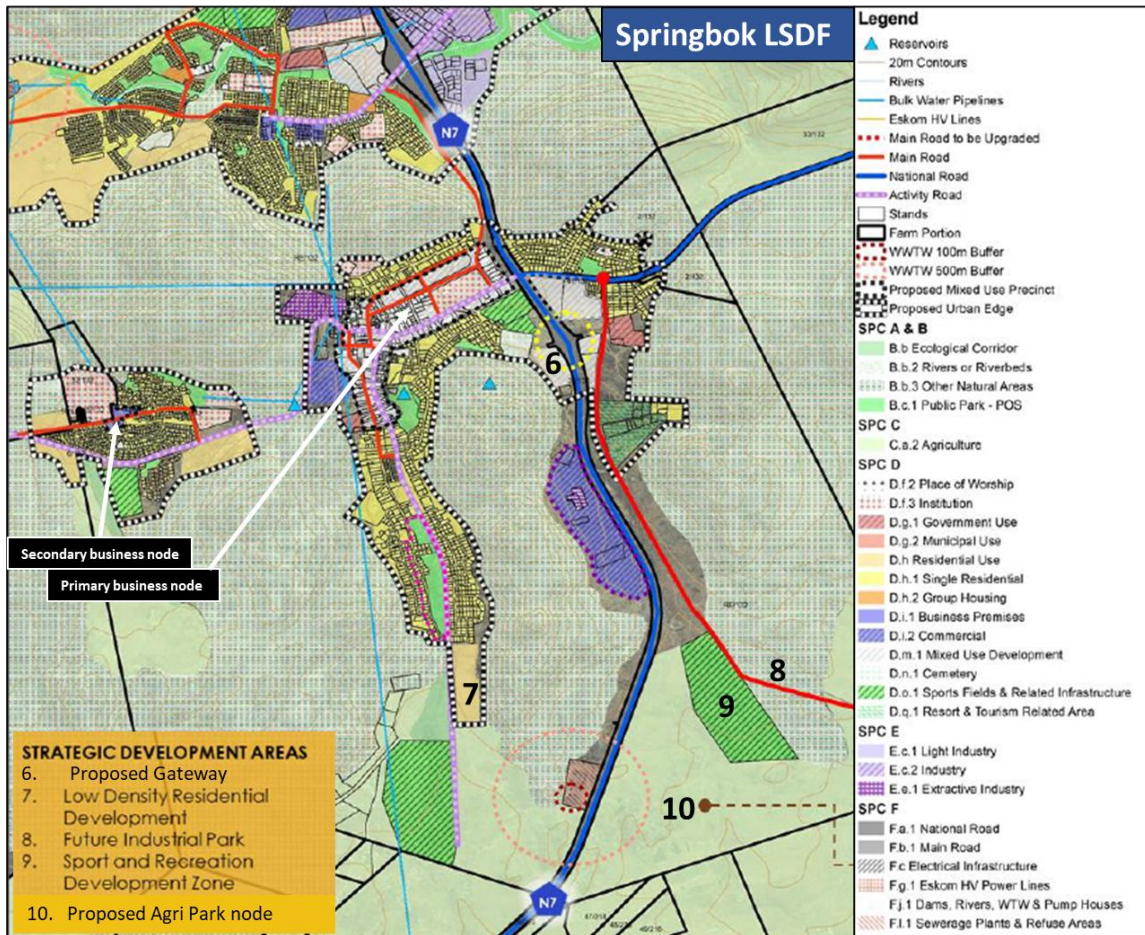 Springbok LSDF
N7
6
7
8
9
10
N7
Secondary business node
Primary business node
STRATEGIC DEVELOPMENT AREAS
6. Proposed Gateway
7. Low Density Residential
Development
8. Future Industrial Park
9. Sport and Recreation
Development Zone
10. Proposed Agri Park node
Legend
Reservoirs
20m Contours
Rivers
Bulk Water Pipelines
Eskom HV Lines
Main Road to be Upgraded
Main Road
National Road
Activity Road
Stands
Farm Portion
WWTW 100m Buffer
WWTW 500m Buffer
Proposed Mixed Use Precinct
Proposed Urban Edge
SPC A & B
B.b Ecological Corridor
B.b.2 Rivers or Riverbeds
B.b.3 Other Natural Areas
B.c.1 Public Park - POS
SPC C
C.a.2 Agriculture
SPC D
D.f.2 Place of Worship
D.f.3 Institution
D.g.1 Government Use
D.g.2 Municipal Use
D.h Residential Use
D.h.1 Single Residential
D.h.2 Group Housing
D.i.1 Business Premises
D.i.2 Commercial
D.m.1 Mixed Use Development
D.n.1 Cemetery
D.o.1 Sports Fields & Related Infrastructure
D.q.1 Resort & Tourism Related Area
SPC E
E.c.1 Light Industry
E.c.2 Industry
E.e.1 Extractive Industry
SPC F
F.a.1 National Road
F.b.1 Main Road
F.c Electrical Infrastructure
F.g.1 Eskom HV Power Lines
F.j.1 Dams, Rivers, WTW & Pump Houses
F.l.1 Sewerage Plants & Refuse Areas